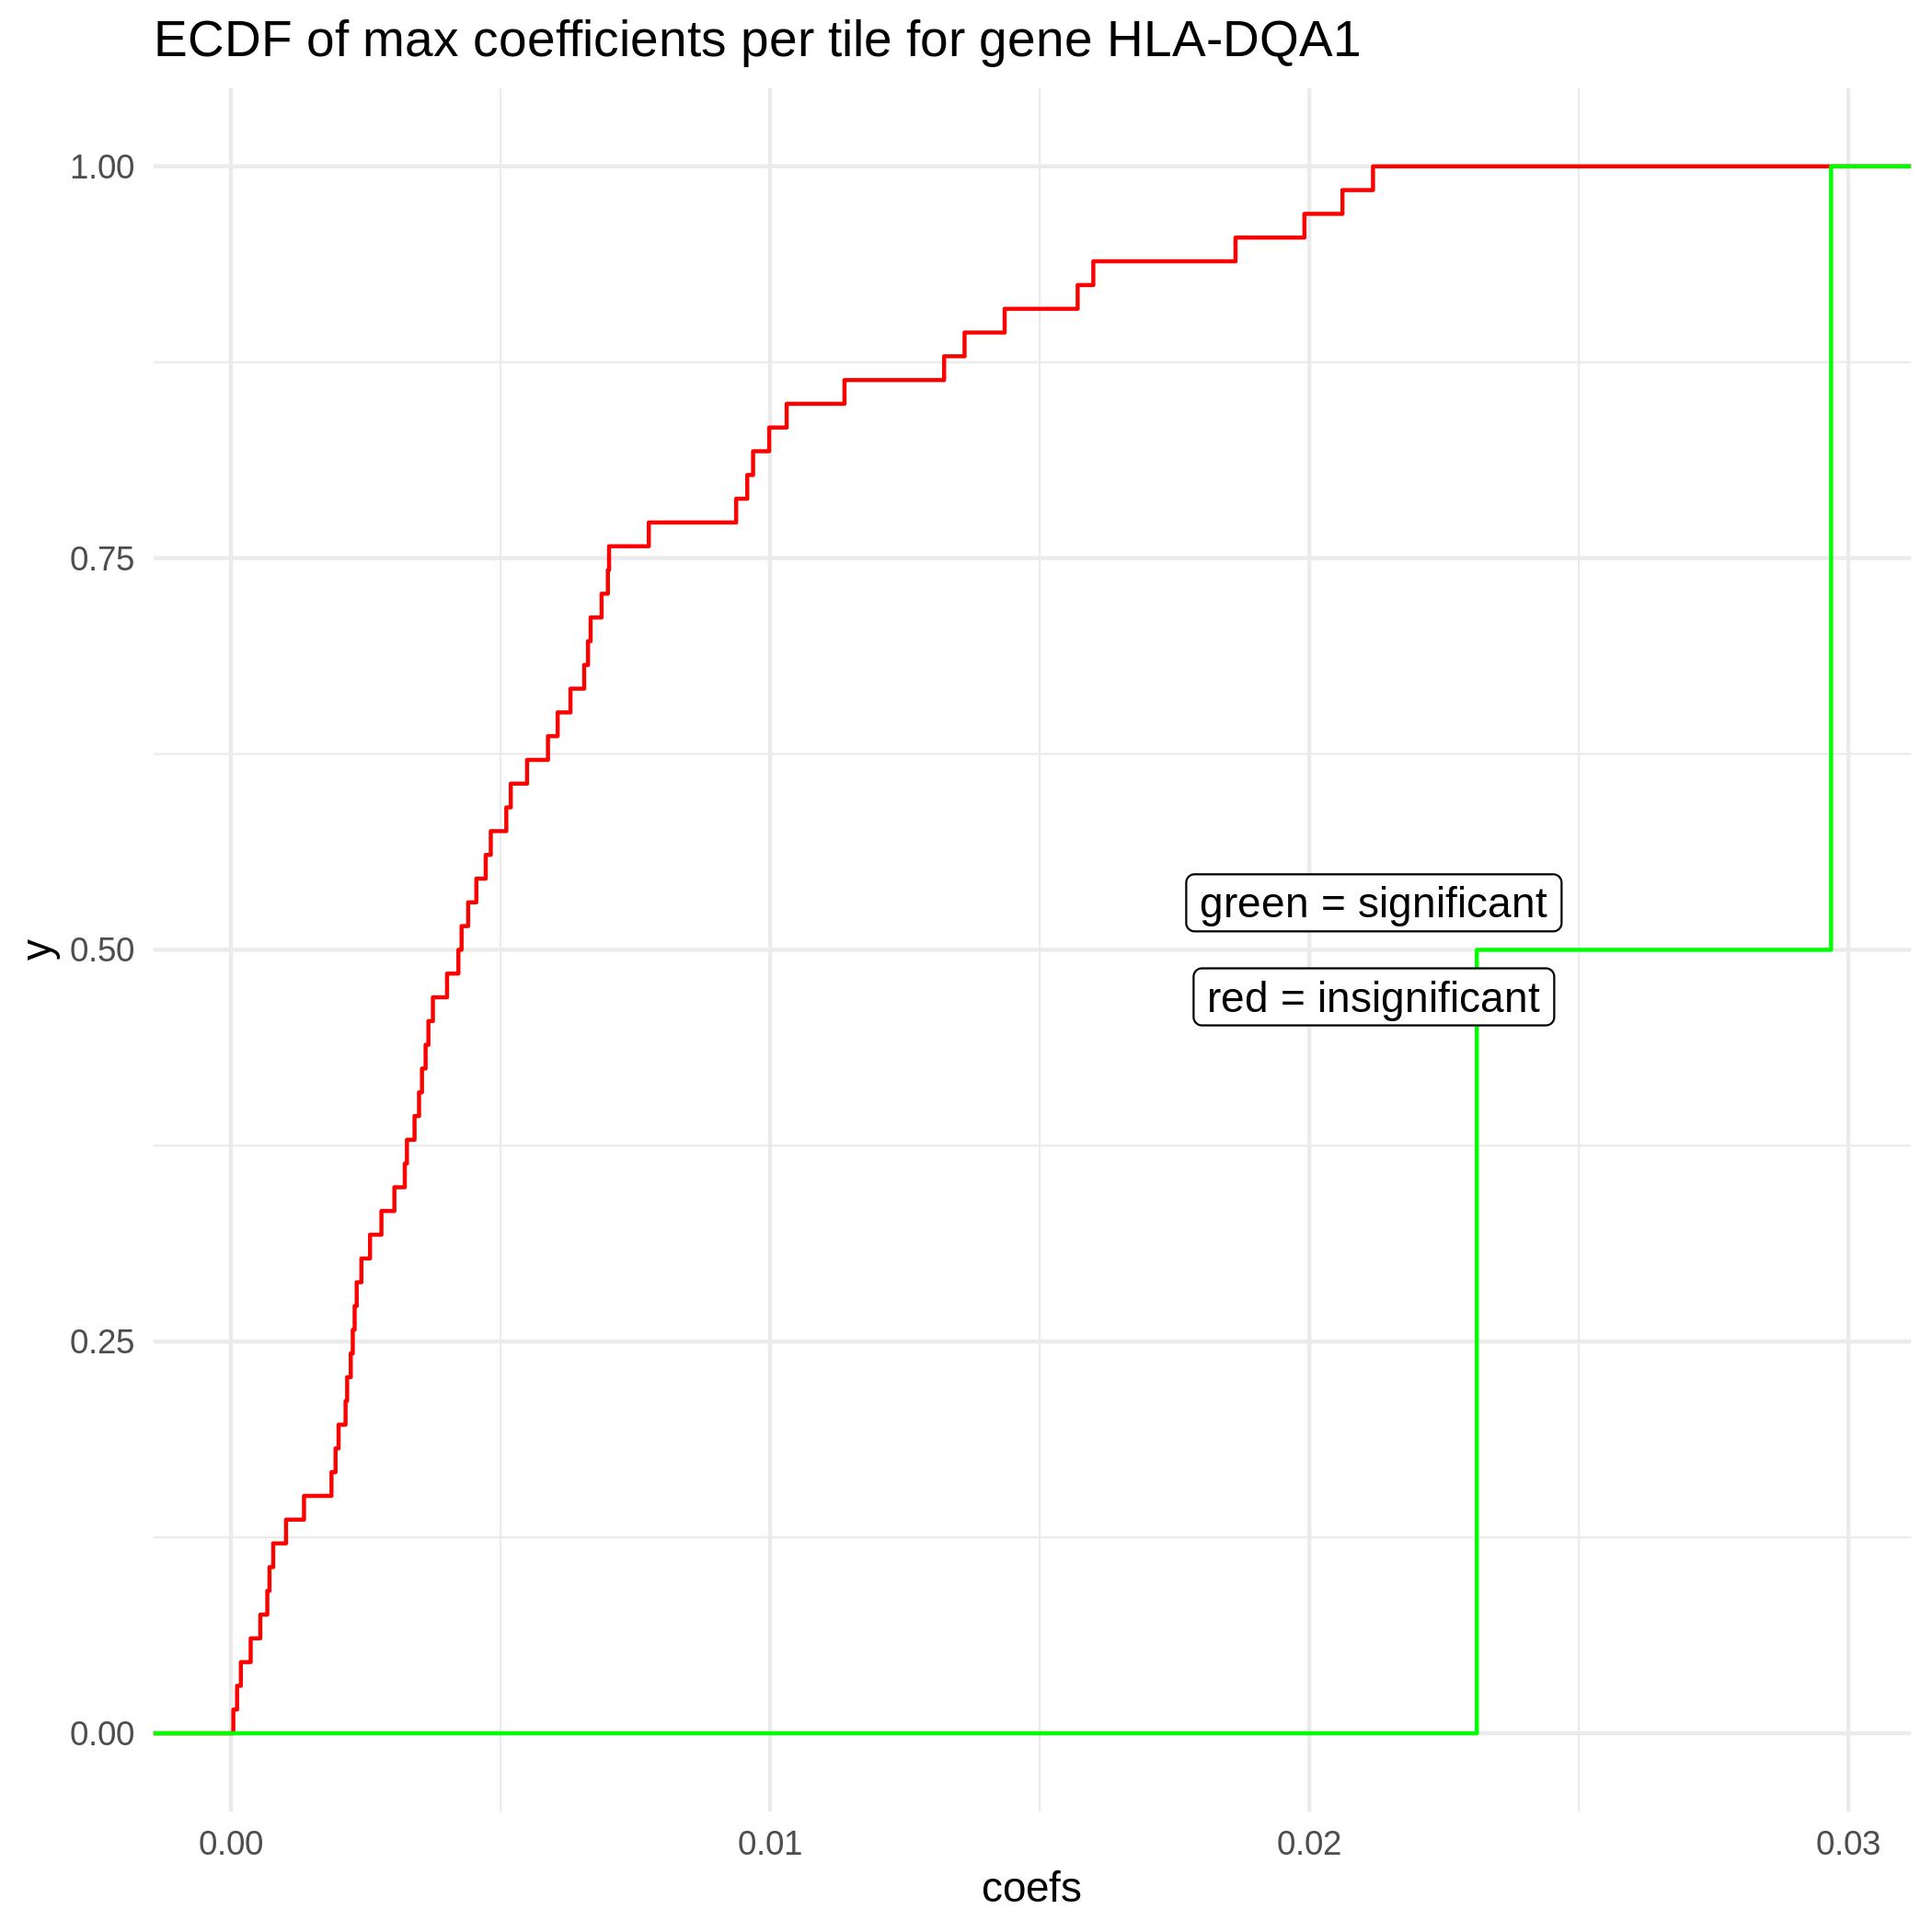 ECDF of max coefficients per tile for gene HLA-DQA1
1.00
0.75
0.50
0.25
0.00
y
green = significant
red = insignificant
0.00
0.01
0.02
0.03
coefs